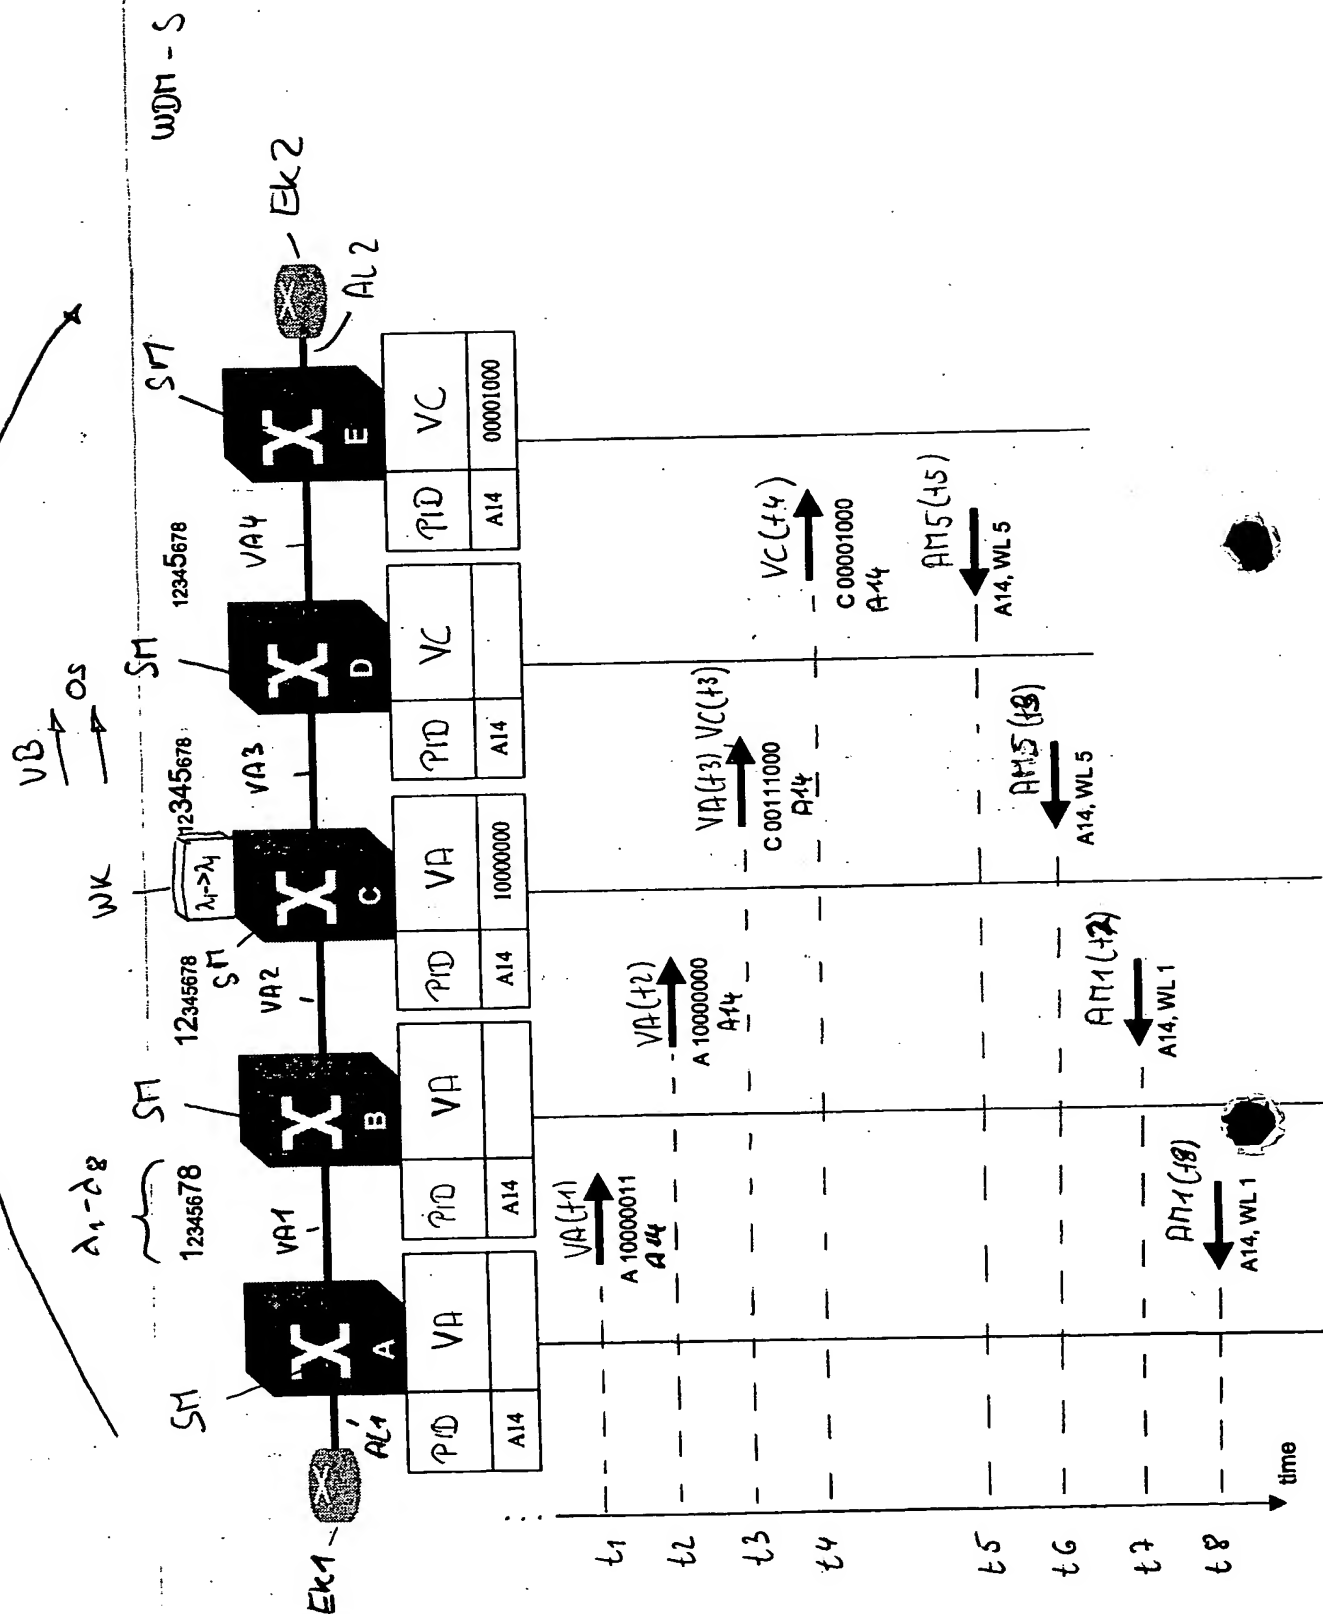 WDM - S
VB
OS
λ1-λ8
WK
SM
SM
SM
SM
SM
12345678
12345678
12345678
12345678
λi->λj
Ek1
AL1
A
VA1
B
VA2
C
VA3
D
VA4
E
AL2
Ek2
PID VA
A14
PID VA
A14
PID VA
A14 10000000
PID VC
A14
PID VC
A14 00001000
...
t1
VA(t1)
A 10000011
A14
t2
VA(t2)
A 10000000
A14
t3
VA(t3), VC(t3)
C 00111000
A14
t4
VC(t4)
C 00001000
A14
t5
AM5(t5)
A14, WL 5
t6
A14, WL 5
t7
A14, WL 1
t8
AM1(t8)
A14, WL 1
time